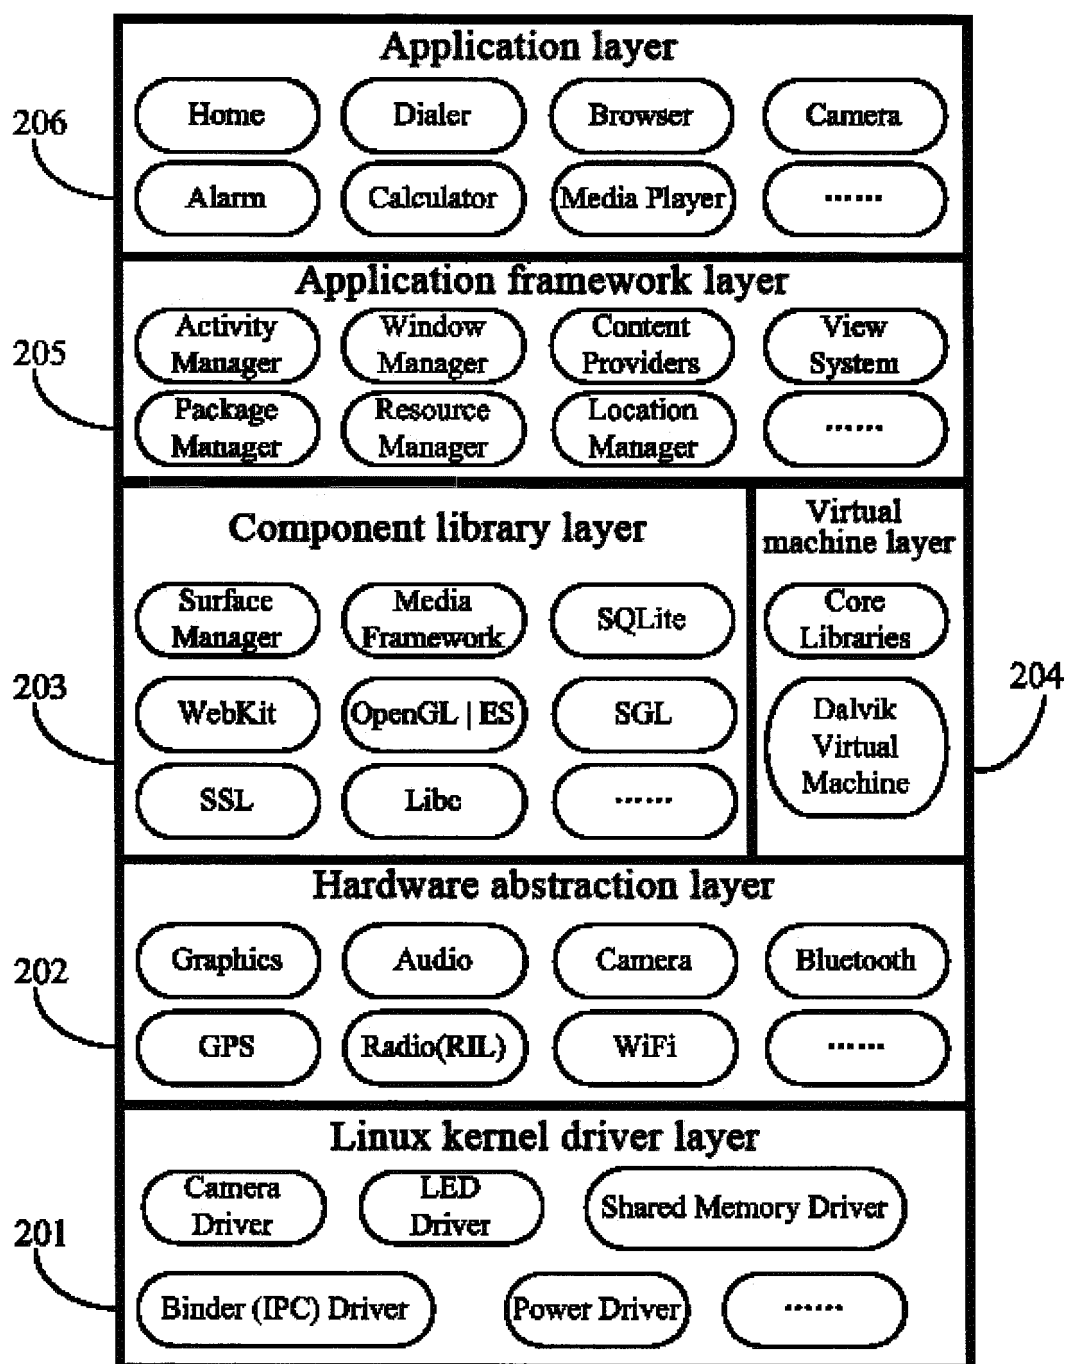 Application layer
206
Home
Dialer
Browser
Camera
Alarm
Calculator
Media Player
......
Application framework layer
205
Activity
Manager
Window
Manager
Content
Providers
View
System
Package
Manager
Resource
Manager
Location
Manager
......
Component library layer
203
Surface
Manager
Media
Framework
SQLite
WebKit
OpenGL | ES
SGL
SSL
Libc
......
Virtual
machine layer
204
Core
Libraries
Dalvik
Virtual
Machine
Hardware abstraction layer
202
Graphics
Audio
Camera
Bluetooth
GPS
Radio(RIL)
WiFi
......
Linux kernel driver layer
201
Camera
Driver
LED
Driver
Shared Memory Driver
Binder (IPC) Driver
Power Driver
......